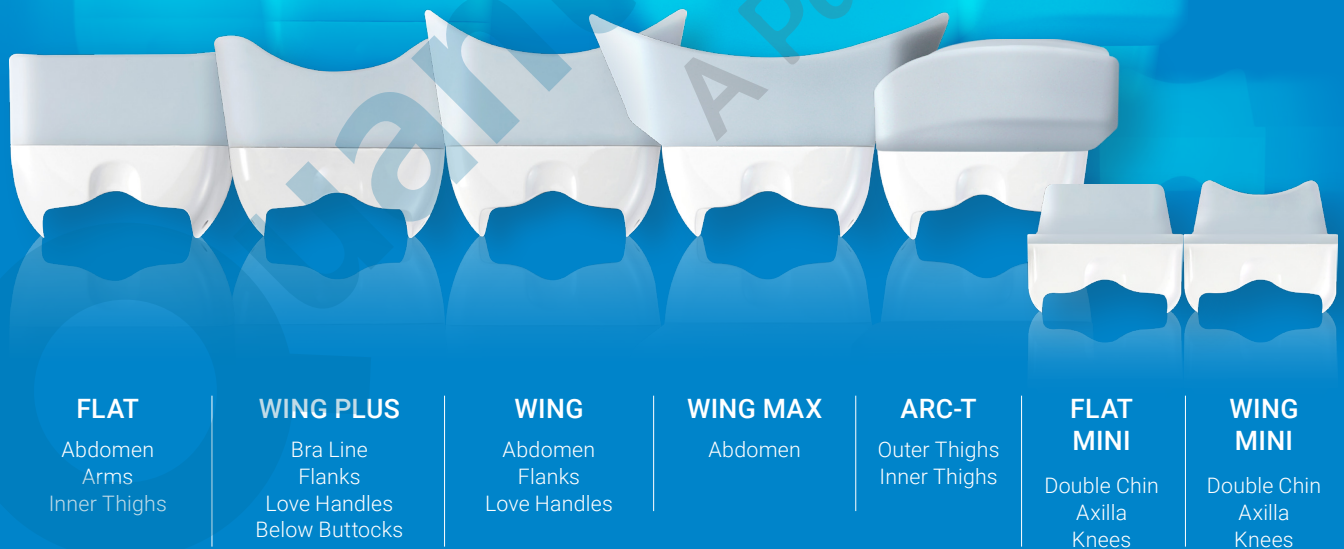 FLAT
Abdomen
Arms
Inner Thighs
WING PLUS
Bra Line
Flanks
Love Handles
Below Buttocks
WING
Abdomen
Flanks
Love Handles
WING MAX
Abdomen
ARC-T
Outer Thighs
Inner Thighs
FLAT
MINI
Double Chin
Axilla
Knees
WING
MINI
Double Chin
Axilla
Knees